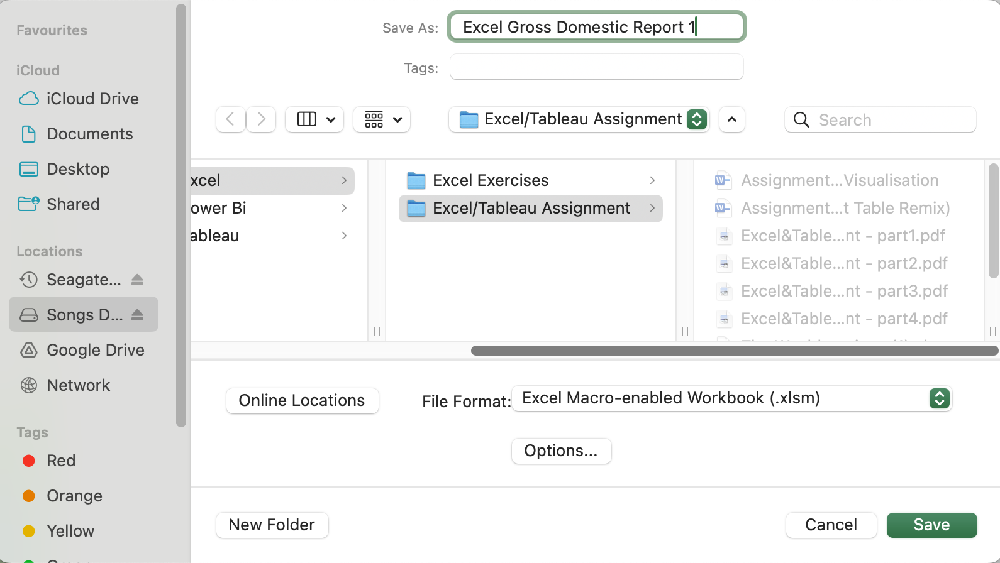 Favourites
iCloud
iCloud Drive
Documents
Desktop
Shared
Locations
Seagate...
Songs D...
Google Drive
Network
Tags
Red
Orange
Yellow
Save As: Excel Gross Domestic Report 1
Tags:
Excel/Tableau Assignment
Search
xcel
ower Bi
ableau
Excel Exercises
Excel/Tableau Assignment
Assignment...Visualisation
Assignment...t Table Remix)
Excel&Table...nt - part1.pdf
Excel&Table...nt - part2.pdf
Excel&Table...nt - part3.pdf
Excel&Table...nt - part4.pdf
Online Locations
File Format: Excel Macro-enabled Workbook (.xlsm)
Options...
New Folder
Cancel
Save